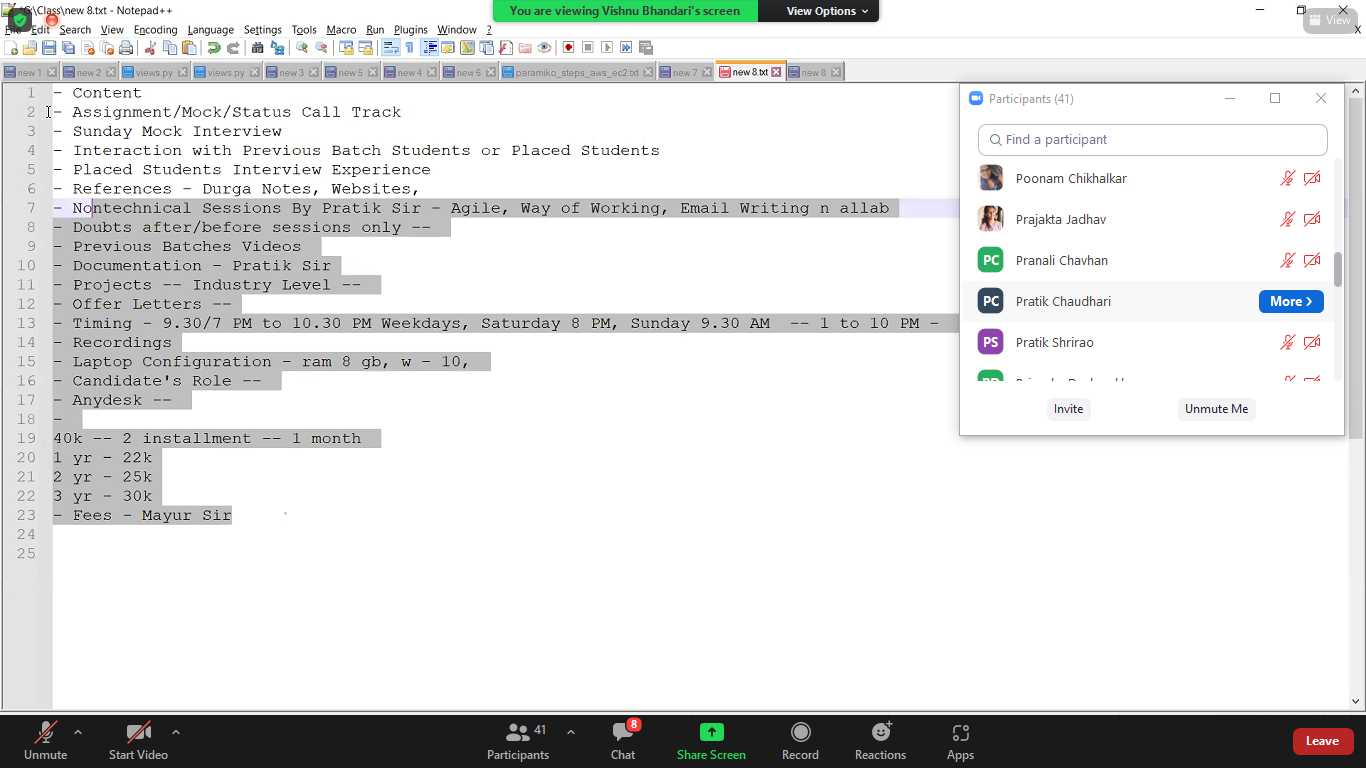 C:\Class\new 8.txt - Notepad++
You are viewing Vishnu Bhandari's screen
View Options
View
File Edit Search View Encoding Language Settings Tools Macro Run Plugins Window ?
X
new 1 new 2 views.py views.py new 3 new 5 new 4 new 6 paramiko_steps_aws_ec2.txt new 7 new 8.txt new 8
1 - Content
2 - Assignment/Mock/Status Call Track
3 - Sunday Mock Interview
4 - Interaction with Previous Batch Students or Placed Students
5 - Placed Students Interview Experience
6 - References - Durga Notes, Websites,
7 - Nontechnical Sessions By Pratik Sir - Agile, Way of Working, Email Writing n allab
8 - Doubts after/before sessions only --
9 - Previous Batches Videos
10 - Documentation - Pratik Sir
11 - Projects -- Industry Level --
12 - Offer Letters --
13 - Timing - 9.30/7 PM to 10.30 PM Weekdays, Saturday 8 PM, Sunday 9.30 AM -- 1 to 10 PM -
14 - Recordings
15 - Laptop Configuration - ram 8 gb, w - 10,
16 - Candidate's Role --
17 - Anydesk --
18 -
19 40k -- 2 installment -- 1 month
20 1 yr - 22k
21 2 yr - 25k
22 3 yr - 30k
23 - Fees - Mayur Sir
24
25
Participants (41)
Find a participant
Poonam Chikhalkar
Prajakta Jadhav
PC Pranali Chavhan
PC Pratik Chaudhari More
PS Pratik Shrirao
Invite Unmute Me
Unmute
Start Video
41
Participants
8
Chat
Share Screen
Record
Reactions
Apps
Leave